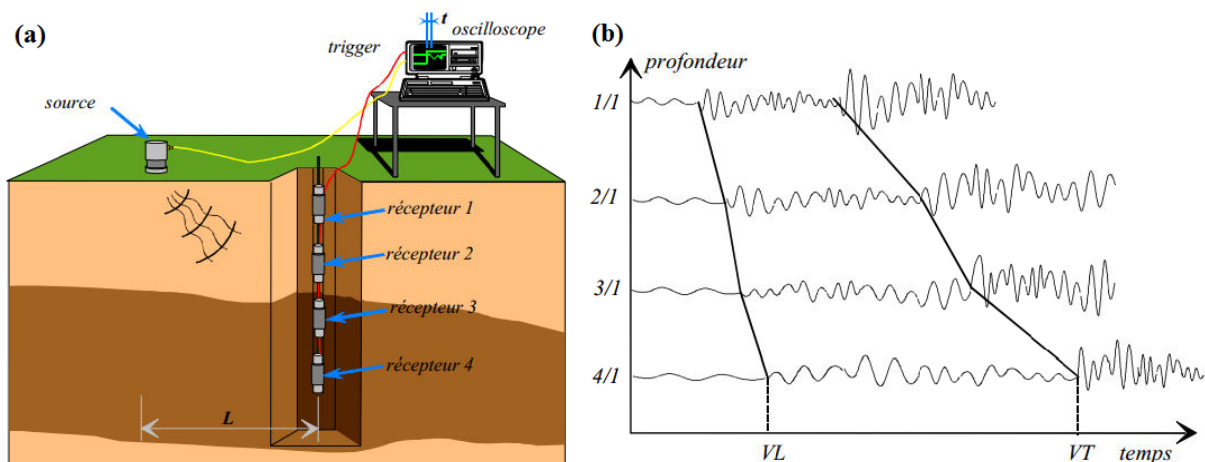 (a)
t
oscilloscope
trigger
source
récepteur 1
récepteur 2
récepteur 3
récepteur 4
L
(b)
profondeur
1/1
2/1
3/1
4/1
VL
VT
temps